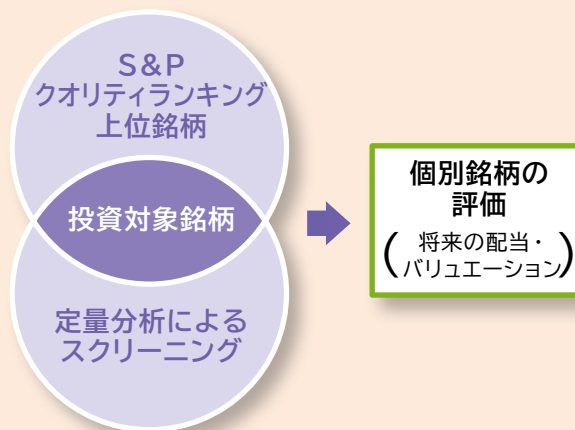 S&P
クオリティランキング
上位銘柄
投資対象銘柄
定量分析による
スクリーニング
個別銘柄の
評価
(将来の配当・
バリュエーション)